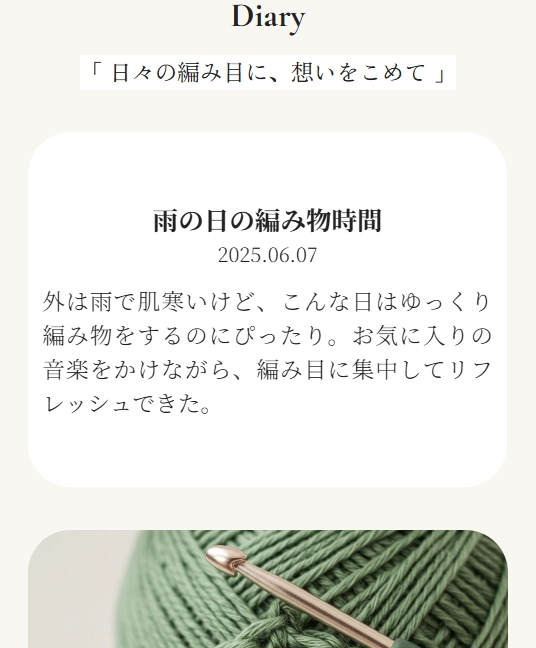 Diary
「 日々の編み目に、想いをこめて 」
雨の日の編み物時間
2025.06.07
外は雨で肌寒いけど、こんな日はゆっくり
編み物をするのにぴったり。お気に入りの
音楽をかけながら、編み目に集中してリフ
レッシュできた。